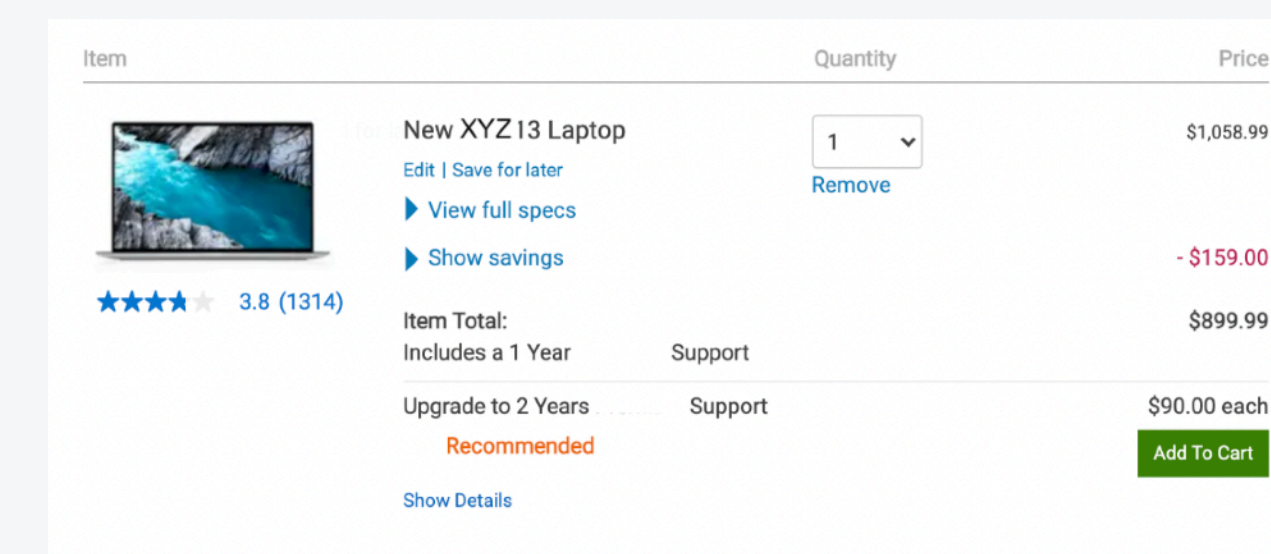 Item Quantity Price
New XYZ13 Laptop 1 $1,058.99
Edit | Save for later
Remove
View full specs
Show savings - $159.00
3.8 (1314)
Item Total: $899.99
Includes a 1 Year Support
Upgrade to 2 Years Support $90.00 each
Recommended
Add To Cart
Show Details